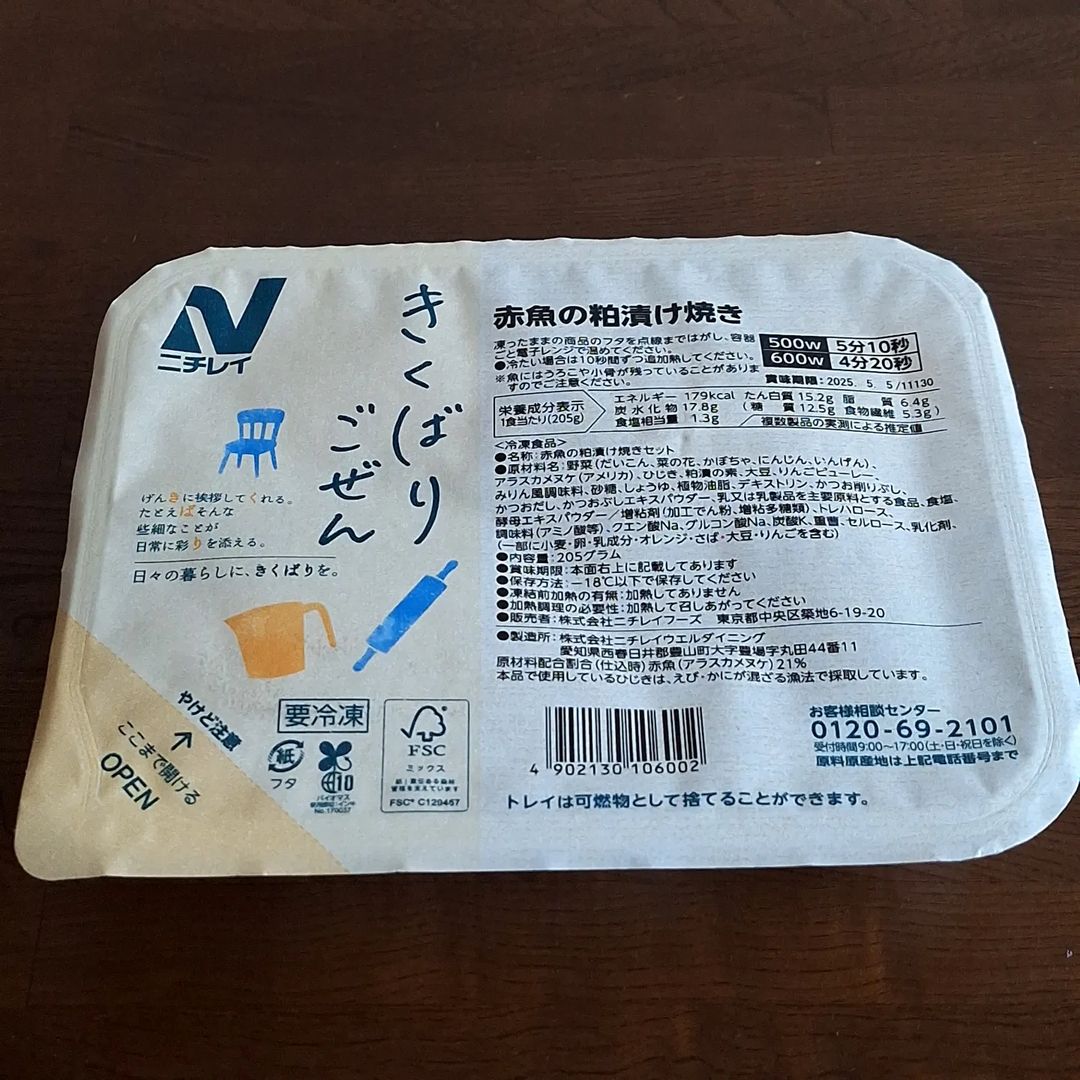 ニチレイ
きくばり
ごぜん
げんきに挨拶してくれる。
たとえばそんな
些細なことが
日常に彩りを添える。
日々の暮らしに、きくばりを。
やけど注意
ここまで開ける
OPEN
要冷凍
紙
フタ
バイオマス
No.170037
FSC
ミックス
紙｜責任ある森林
管理を支えています
FSC® C129467
赤魚の粕漬け焼き
凍ったままの商品のフタを点線まではがし、容器
ごと電子レンジで温めてください。
●冷たい場合は10秒間ずつ追加熱してください。
※魚にはうろこや小骨が残っていることがありま
すのでご注意ください。
500w 5分10秒
600w 4分20秒
賞味期限:2025. 5. 5/11130
栄養成分表示
1食当たり(205g)
エネルギー 179kcal たん白質 15.2g 脂 質 6.4g
炭水化物 17.8g (糖 質 12.5g 食物繊維 5.3g)
食塩相当量 1.3g 複数製品の実測による推定値
<冷凍食品>
●名称:赤魚の粕漬け焼きセット
●原材料名:野菜(だいこん、菜の花、かぼちゃ、にんじん、いんげん)、
アラスカメヌケ(アメリカ)、ひじき、粕漬の素、大豆、りんごピューレー、
みりん風調味料、砂糖、しょうゆ、植物油脂、デキストリン、かつお削りぶし、
かつおだし、かつおぶしエキスパウダー、乳又は乳製品を主要原料とする食品、食塩、
酵母エキスパウダー／増粘剤(加工でん粉、増粘多糖類)、トレハロース、
調味料(アミノ酸等)、クエン酸Na、グルコン酸Na、炭酸K、重曹、セルロース、乳化剤、
(一部に小麦・卵・乳成分・オレンジ・さば・大豆・りんごを含む)
●内容量:205グラム
●賞味期限:本面右上に記載してあります
●保存方法:－18℃以下で保存してください
●凍結前加熱の有無:加熱してありません
●加熱調理の必要性:加熱して召しあがってください
●販売者:株式会社ニチレイフーズ 東京都中央区築地6-19-20
●製造所:株式会社ニチレイウエルダイニング
愛知県西春日井郡豊山町大字豊場字丸田44番11
原材料配合割合(仕込時)赤魚(アラスカメヌケ)21%
本品で使用しているひじきは、えび・かにが混ざる漁法で採取しています。
4 902130 106002
お客様相談センター
0120-69-2101
受付時間9:00～17:00(土・日・祝日を除く)
原料原産地は上記電話番号まで
トレイは可燃物として捨てることができます。